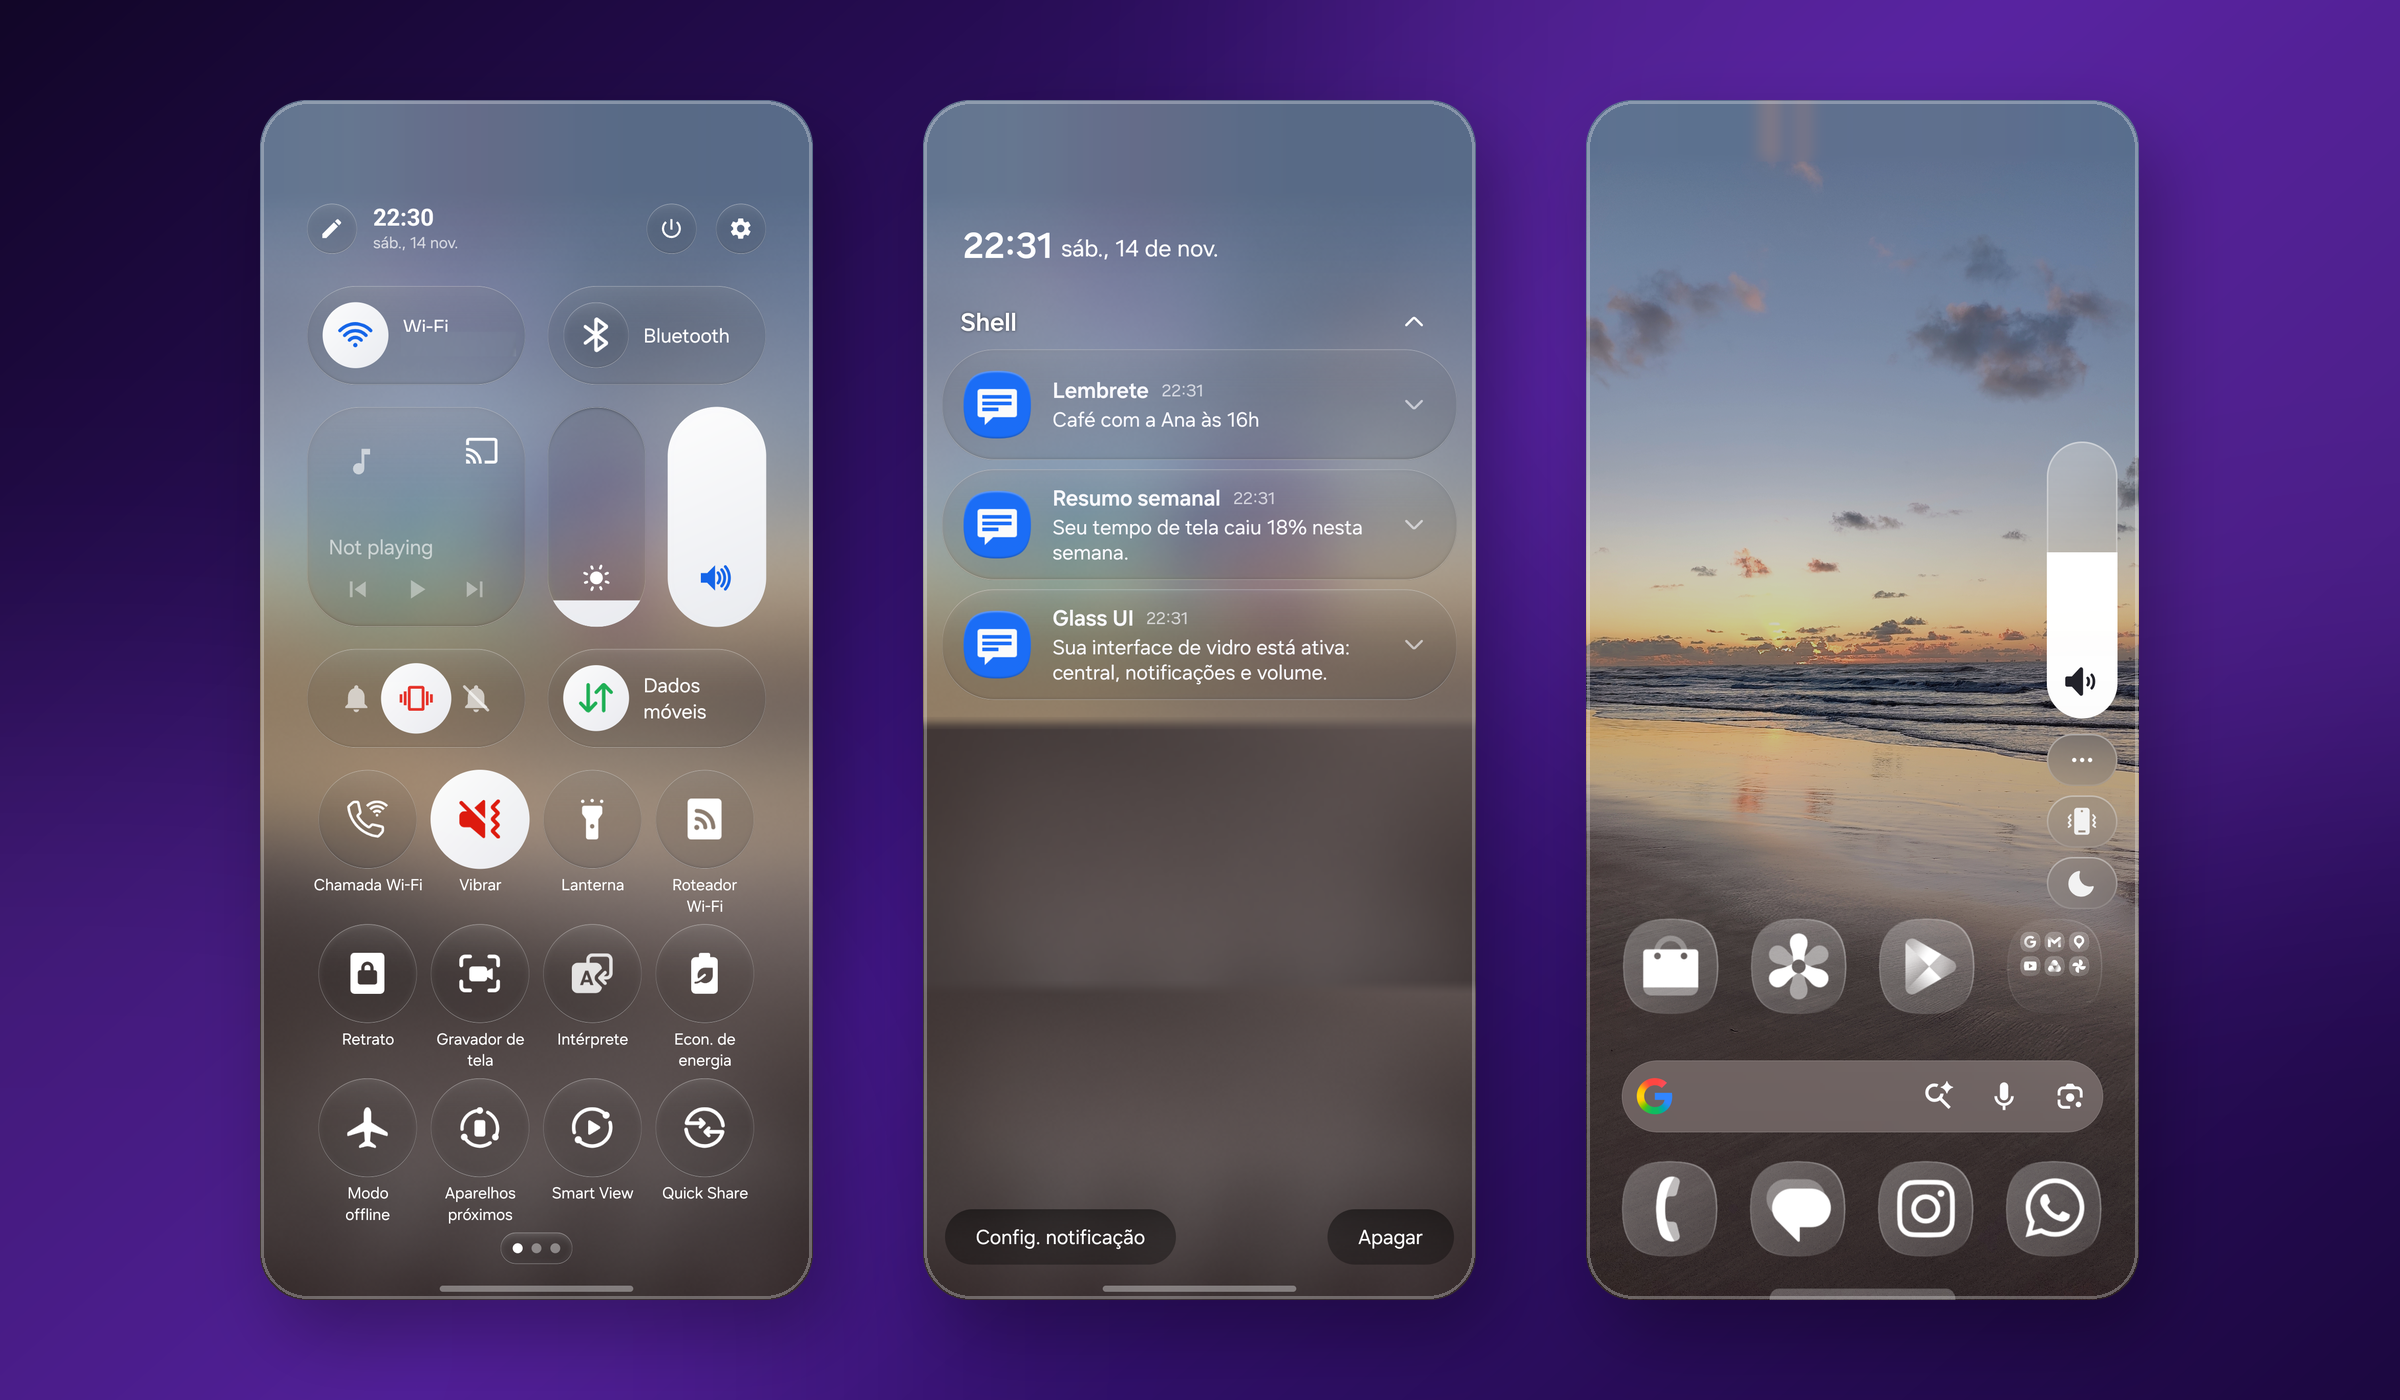 22:30
sáb., 14 nov.
Wi-Fi
Bluetooth
Not playing
Dados
móveis
Chamada Wi-Fi
Vibrar
Lanterna
Roteador
Wi-Fi
Retrato
Gravador de
tela
Intérprete
Econ. de
energia
Modo
offline
Aparelhos
próximos
Smart View
Quick Share
22:31 sáb., 14 de nov.
Shell
Lembrete 22:31
Café com a Ana às 16h
Resumo semanal 22:31
Seu tempo de tela caiu 18% nesta
semana.
Glass UI 22:31
Sua interface de vidro está ativa:
central, notificações e volume.
Config. notificação
Apagar